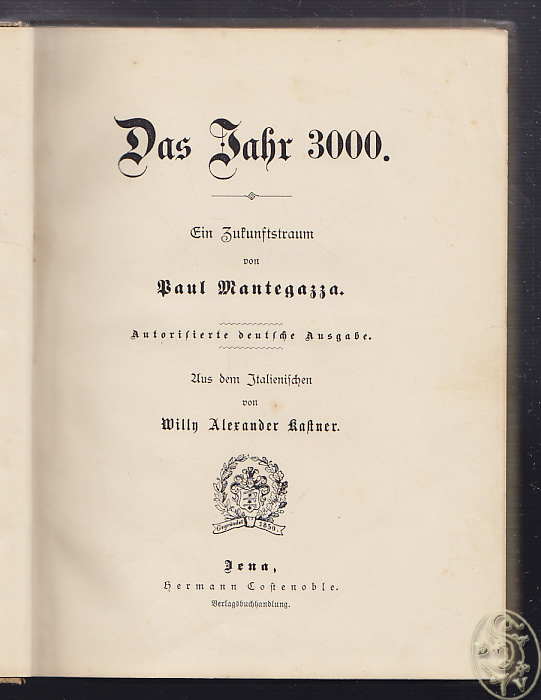 Das Jahr 3000.
Ein Zukunftstraum
von
Paul Mantegazza.
Autorisierte deutsche Ausgabe.
Aus dem Italienischen
von
Willy Alexander Kastner.
Gegründet 1850.
Jena,
Hermann Costenoble.
Verlagsbuchhandlung.